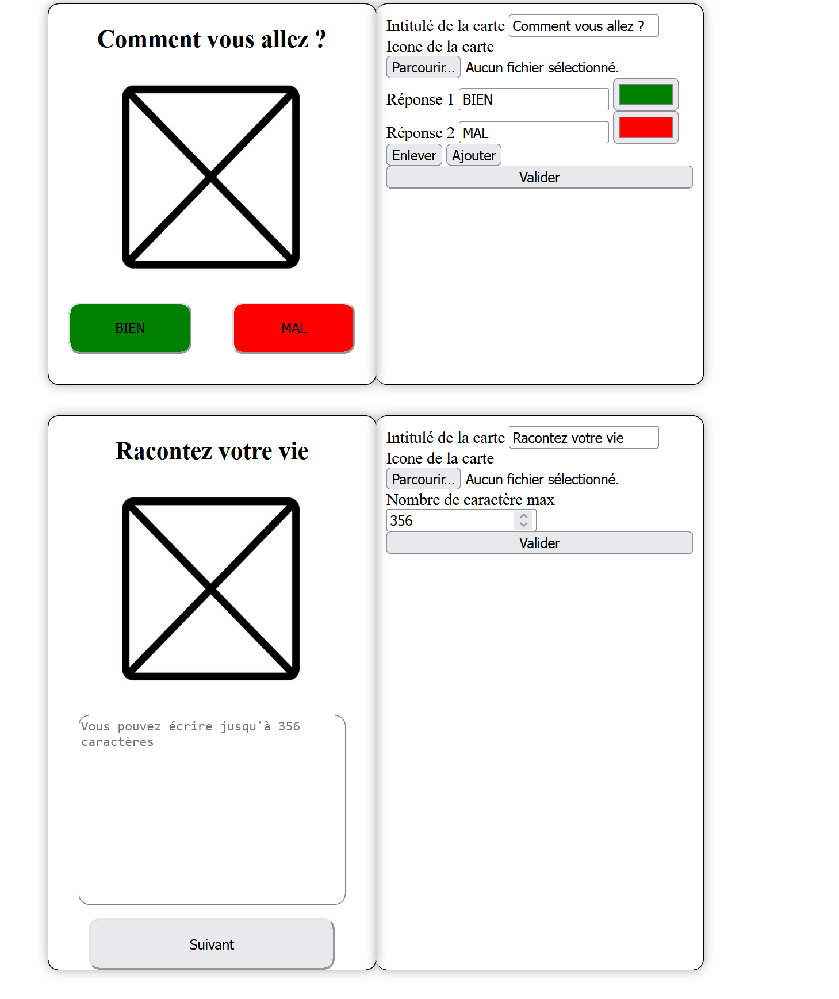 Comment vous allez ?
BIEN
MAL
Intitulé de la carte Comment vous allez ?
Icone de la carte
Parcourir... Aucun fichier sélectionné.
Réponse 1 BIEN
Réponse 2 MAL
Enlever Ajouter
Valider
Racontez votre vie
Vous pouvez écrire jusqu'à 356
caractères
Suivant
Intitulé de la carte Racontez votre vie
Icone de la carte
Parcourir... Aucun fichier sélectionné.
Nombre de caractère max
356
Valider